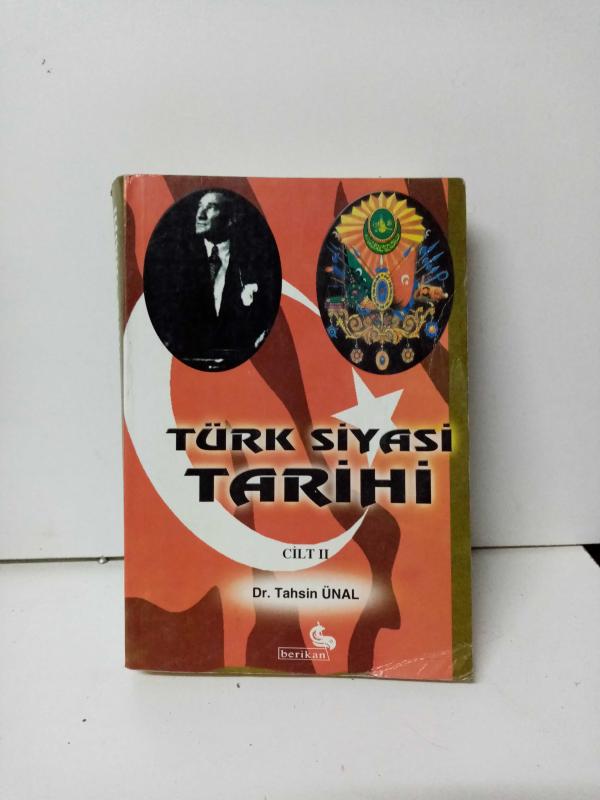 TÜRK SİYASİ
TARİHİ
CİLT II
Dr. Tahsin ÜNAL
berikan